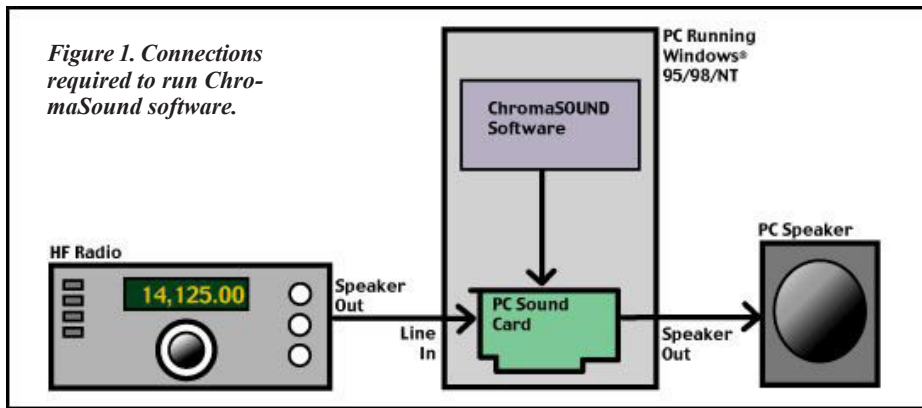 Figure 1. Connections
required to run Chro-
maSound software.
PC Running
Windows®
95/98/NT
ChromaSOUND
Software
HF Radio
14,125.00
Speaker
Out
Line
In
PC Sound
Card
Speaker
Out
PC Speaker